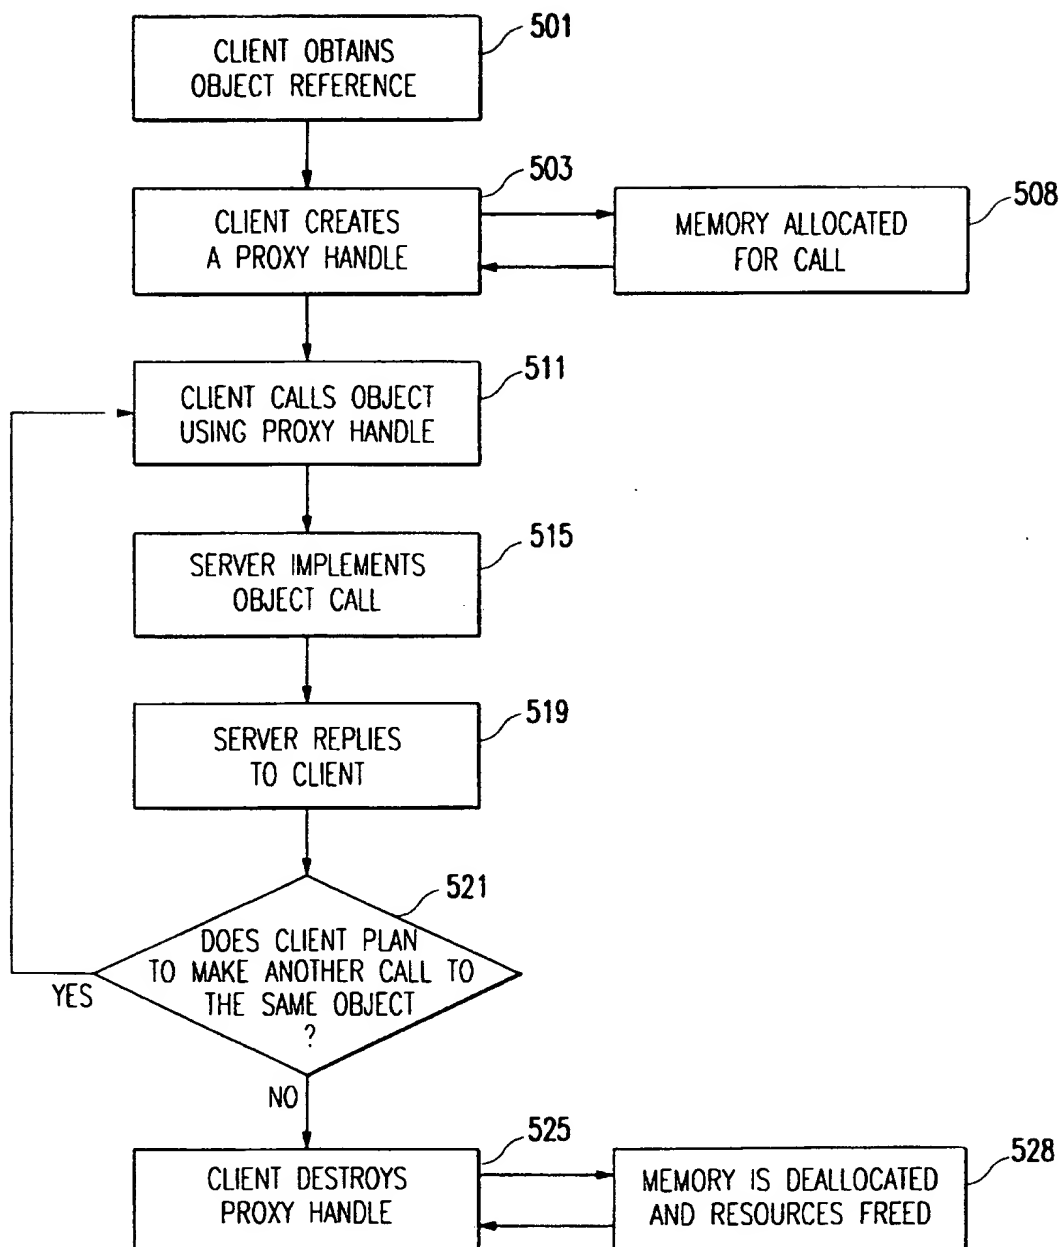 501
CLIENT OBTAINS
OBJECT REFERENCE
503
CLIENT CREATES
A PROXY HANDLE
508
MEMORY ALLOCATED
FOR CALL
511
CLIENT CALLS OBJECT
USING PROXY HANDLE
515
SERVER IMPLEMENTS
OBJECT CALL
519
SERVER REPLIES
TO CLIENT
521
DOES CLIENT PLAN
TO MAKE ANOTHER CALL TO
THE SAME OBJECT
?
YES
NO
525
CLIENT DESTROYS
PROXY HANDLE
528
MEMORY IS DEALLOCATED
AND RESOURCES FREED